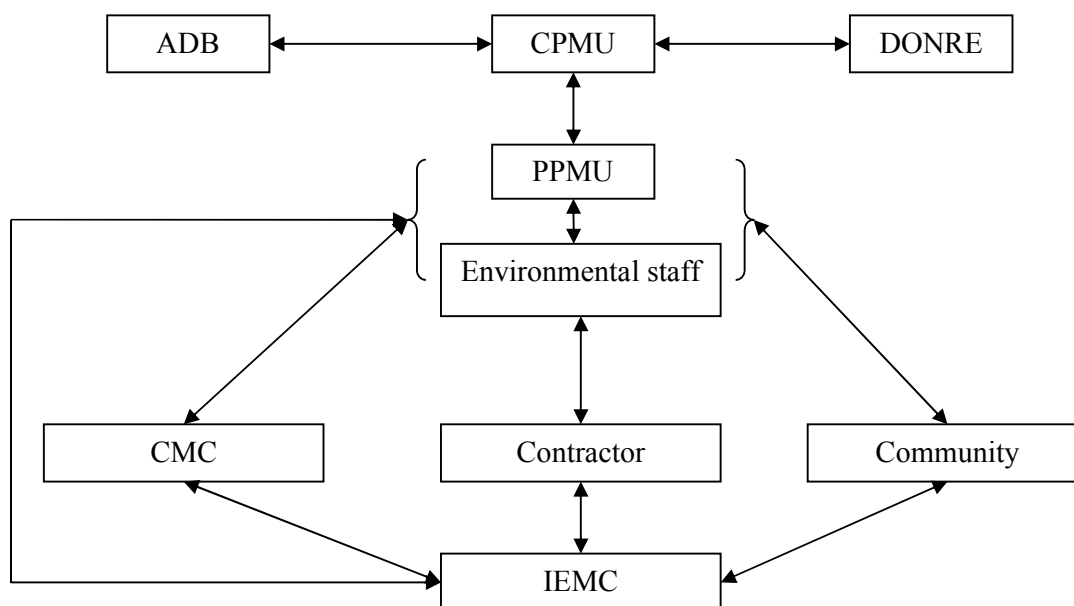 ADB
CPMU
DONRE
PPMU
Environmental staff
CMC
Contractor
Community
IEMC